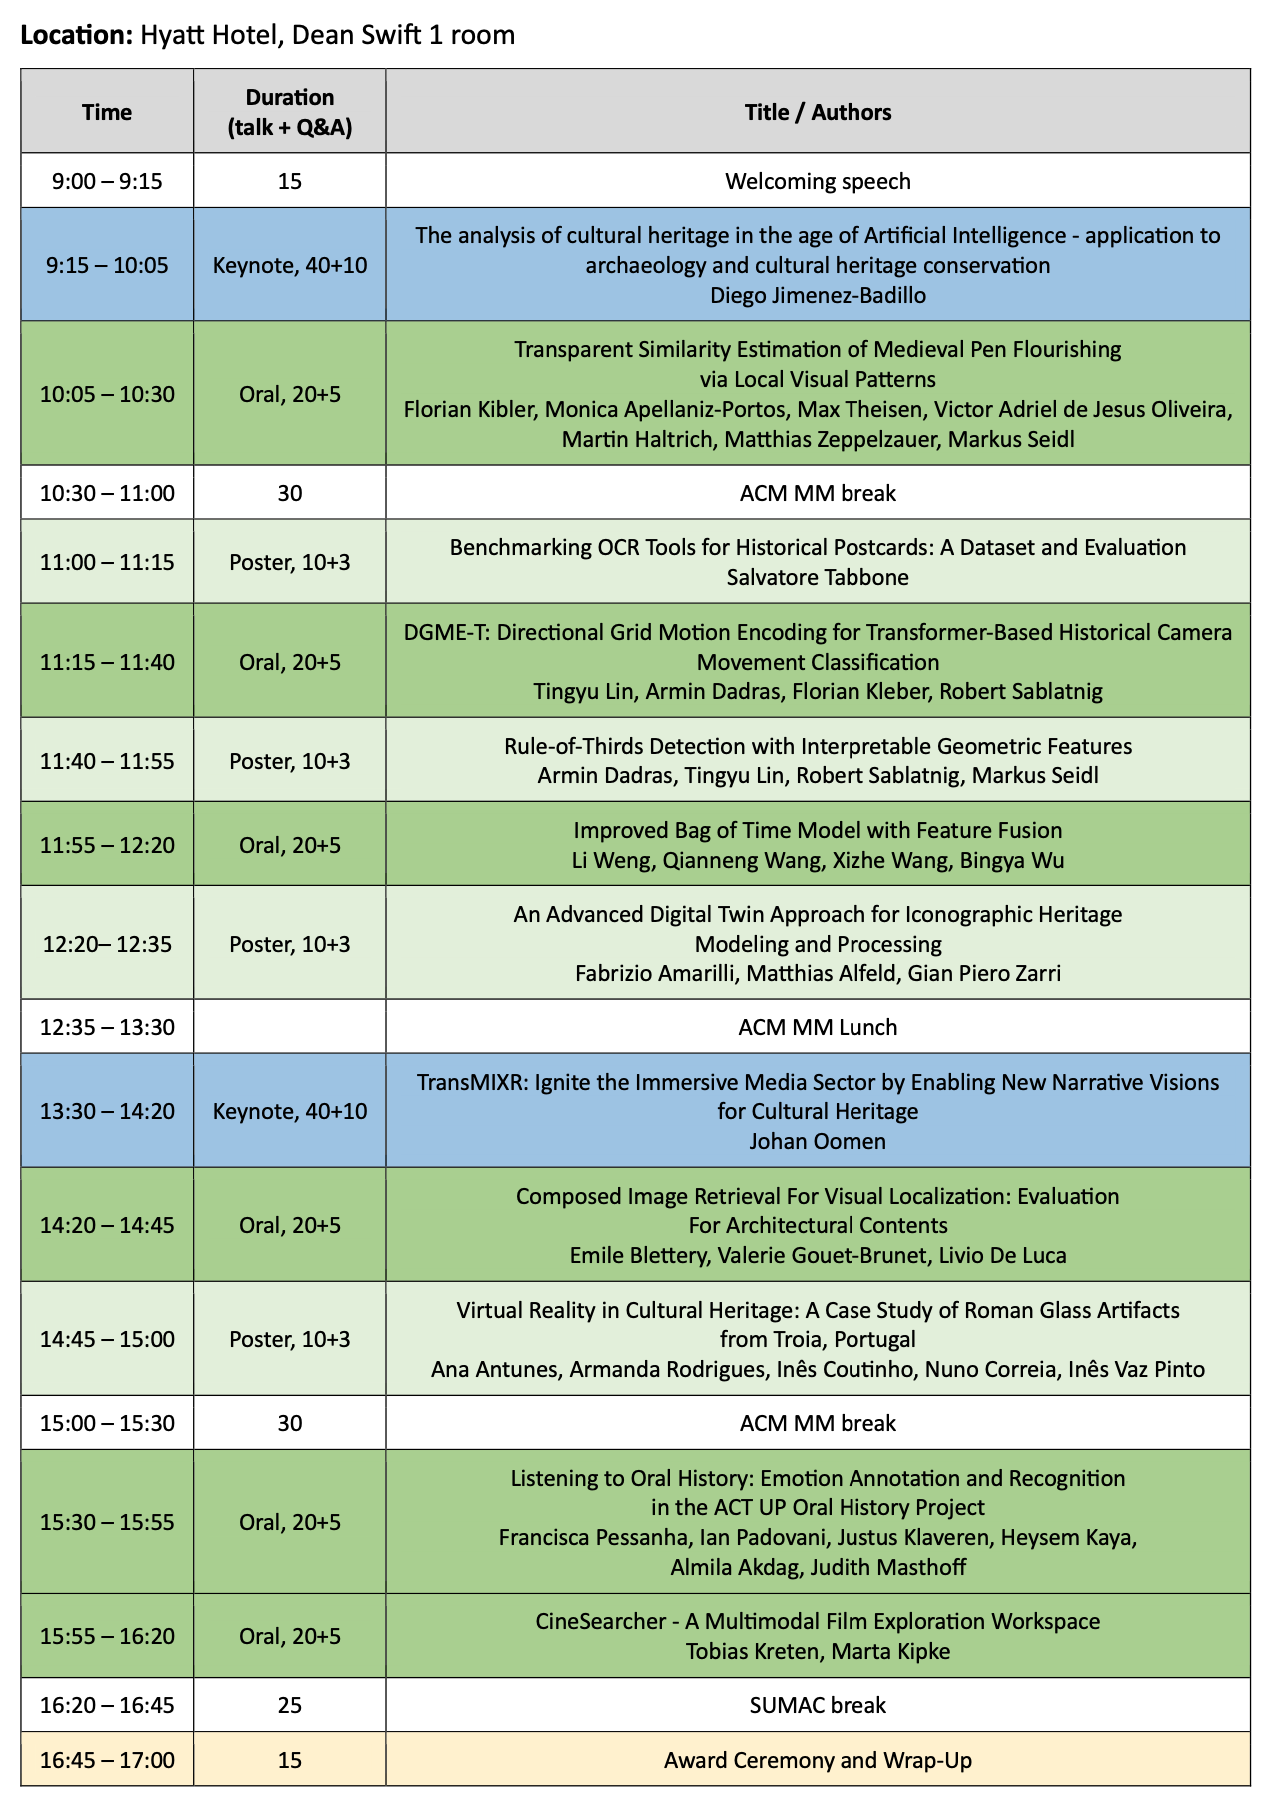 Location: Hyatt Hotel, Dean Swift 1 room
Time
Duration
(talk + Q&A)
Title / Authors
9:00 – 9:15
15
Welcoming speech
9:15 – 10:05
Keynote, 40+10
The analysis of cultural heritage in the age of Artificial Intelligence - application to
archaeology and cultural heritage conservation
Diego Jimenez-Badillo
10:05 – 10:30
Oral, 20+5
Transparent Similarity Estimation of Medieval Pen Flourishing
via Local Visual Patterns
Florian Kibler, Monica Apellaniz-Portos, Max Theisen, Victor Adriel de Jesus Oliveira,
Martin Haltrich, Matthias Zeppelzauer, Markus Seidl
10:30 – 11:00
30
ACM MM break
11:00 – 11:15
Poster, 10+3
Benchmarking OCR Tools for Historical Postcards: A Dataset and Evaluation
Salvatore Tabbone
11:15 – 11:40
Oral, 20+5
DGME-T: Directional Grid Motion Encoding for Transformer-Based Historical Camera
Movement Classification
Tingyu Lin, Armin Dadras, Florian Kleber, Robert Sablatnig
11:40 – 11:55
Poster, 10+3
Rule-of-Thirds Detection with Interpretable Geometric Features
Armin Dadras, Tingyu Lin, Robert Sablatnig, Markus Seidl
11:55 – 12:20
Oral, 20+5
Improved Bag of Time Model with Feature Fusion
Li Weng, Qianneng Wang, Xizhe Wang, Bingya Wu
12:20– 12:35
Poster, 10+3
An Advanced Digital Twin Approach for Iconographic Heritage
Modeling and Processing
Fabrizio Amarilli, Matthias Alfeld, Gian Piero Zarri
12:35 – 13:30
ACM MM Lunch
13:30 – 14:20
Keynote, 40+10
TransMIXR: Ignite the Immersive Media Sector by Enabling New Narrative Visions
for Cultural Heritage
Johan Oomen
14:20 – 14:45
Oral, 20+5
Composed Image Retrieval For Visual Localization: Evaluation
For Architectural Contents
Emile Blettery, Valerie Gouet-Brunet, Livio De Luca
14:45 – 15:00
Poster, 10+3
Virtual Reality in Cultural Heritage: A Case Study of Roman Glass Artifacts
from Troia, Portugal
Ana Antunes, Armanda Rodrigues, Inês Coutinho, Nuno Correia, Inês Vaz Pinto
15:00 – 15:30
30
ACM MM break
15:30 – 15:55
Oral, 20+5
Listening to Oral History: Emotion Annotation and Recognition
in the ACT UP Oral History Project
Francisca Pessanha, Ian Padovani, Justus Klaveren, Heysem Kaya,
Almila Akdag, Judith Masthoff
15:55 – 16:20
Oral, 20+5
CineSearcher - A Multimodal Film Exploration Workspace
Tobias Kreten, Marta Kipke
16:20 – 16:45
25
SUMAC break
16:45 – 17:00
15
Award Ceremony and Wrap-Up